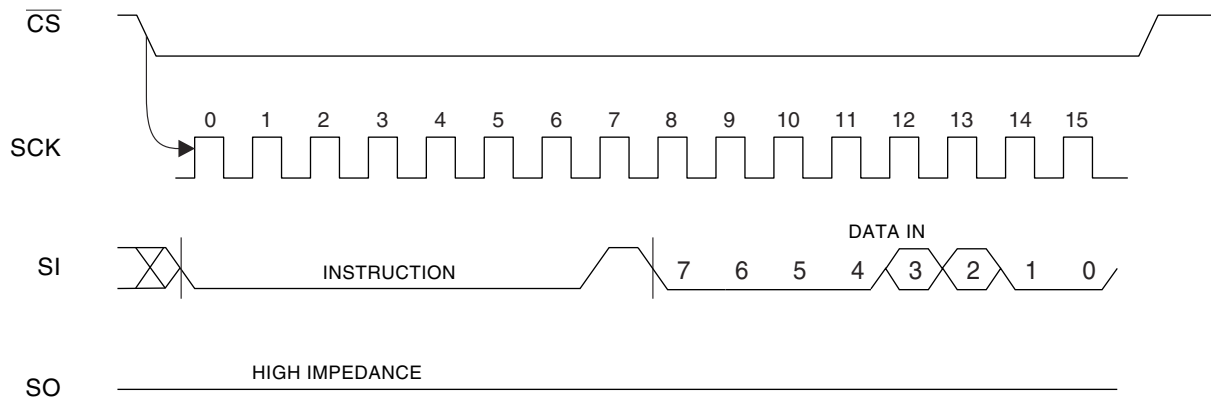 CS
0 1 2 3 4 5 6 7 8 9 10 11 12 13 14 15
SCK
DATA IN
SI
INSTRUCTION
7 6 5 4 3 2 1 0
HIGH IMPEDANCE
SO